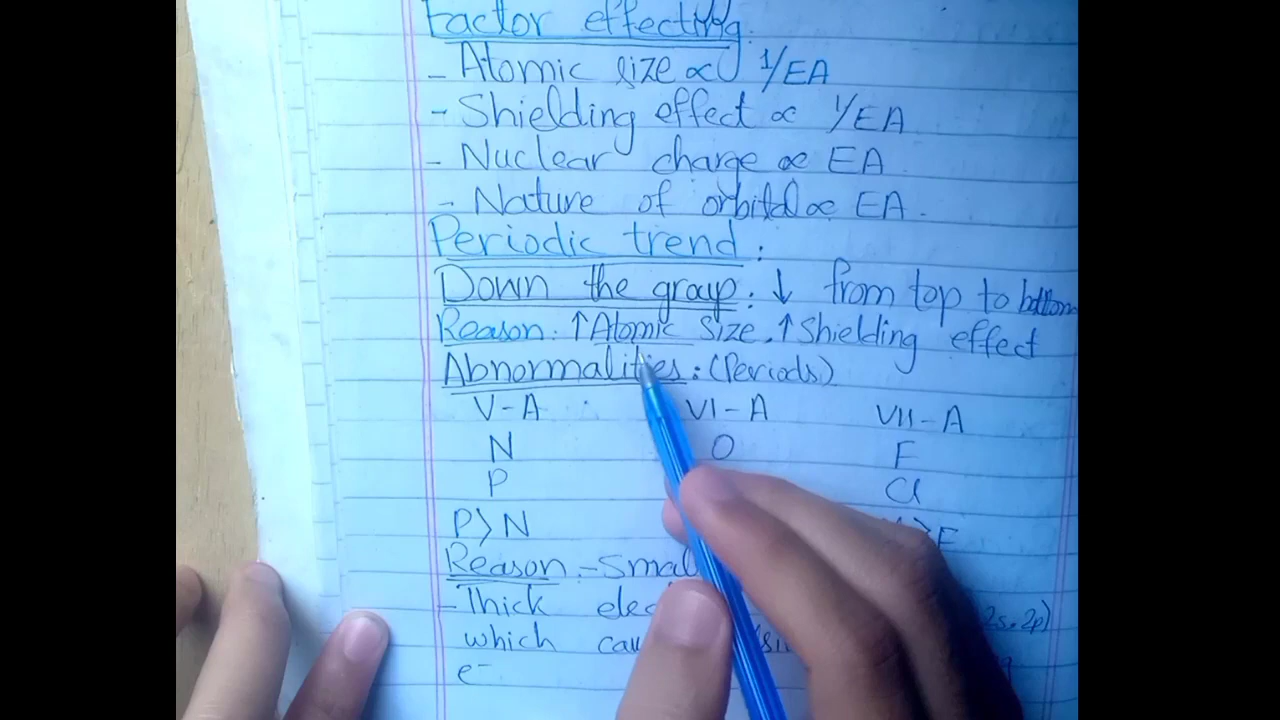 Factor effecting
- Atomic size ∝ 1/EA
- Shielding effect ∝ 1/EA
- Nuclear charge ∝ EA
- Nature of orbital ∝ EA.
Periodic trend:
Down the group: ↓ from top to bottom
Reason: ↑ Atomic size, ↑ Shielding effect
Abnormalities: (Periods)
V-A VI-A VII-A
N O F
P Cl
P > N > F
Reason -
- Thick 2s, 2p)
which
e⁻